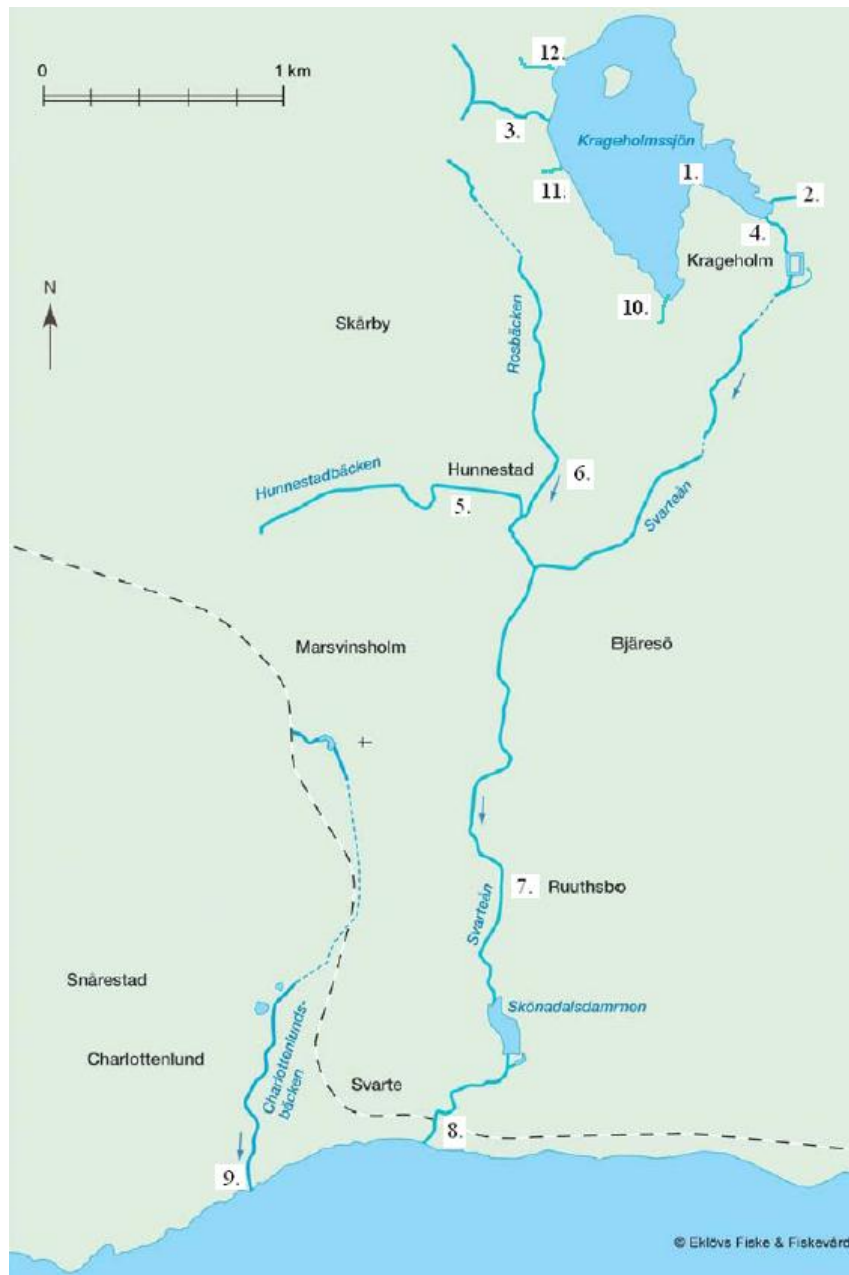 0
1 km
12.
3.
Krageholmssjön
1.
11.
2.
4.
Krageholm
10.
N
Skårby
Rosbäcken
Hunnestad
6.
Hunnestadbäcken
5.
Svarteån
Marsvinsholm
Bjäresö
7.
Ruuthsbo
Svarteån
Snårestad
Skönadalsdammen
Charlottenlunds-
bäcken
Charlottenlund
Svarte
8.
9.
© Eklövs Fiske & Fiskevård